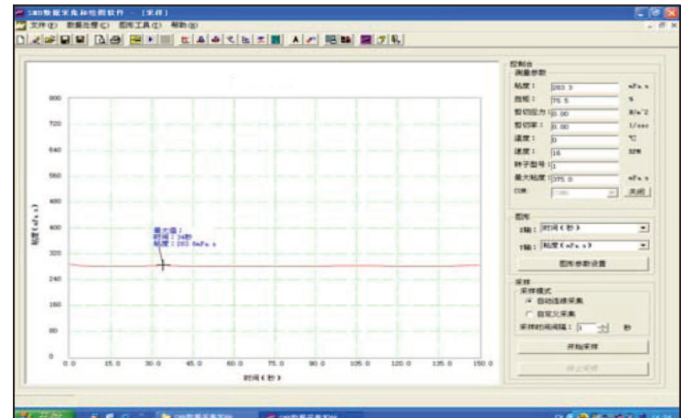 SMB数据采集和绘图软件 - [采样]
文件(F) 数据处理(C) 图形工具(I) 帮助(H)
控制台
测量参数
粘度: 283.3 mPa.s
扭矩: 75.5 %
剪切应力: 0.00 N/m^2
剪切率: 0.00 1/sec
温度: 0 ℃
速度: 16 RPM
转子型号: 1
最大粘度: 375.0 mPa.s
COM: 关闭
图形
X轴: 时间(秒)
Y轴: 粘度(mPa.s)
图形参数设置
采样
采样模式
自动连续采集
自定义采集
采样时间间隔: 1 秒
开始采样
停止采样
800
720
640
560
480
400
320
240
160
80
0
粘度(mPa.s)
最大值:
时间: 34秒
0.0 15.0 30.0 45.0 60.0 75.0 90.0 105.0 120.0 135.0 150.0
时间(秒)
开始